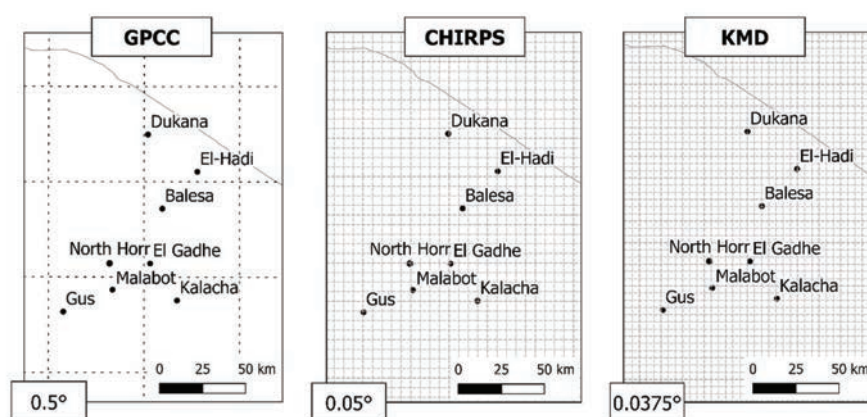 GPCC
Dukana
El-Hadi
Balesa
North Horr El Gadhe
Malabot
Gus
Kalacha
0 25 50 km
0.5°
CHIRPS
Dukana
El-Hadi
Balesa
North Horr El Gadhe
Malabot
Gus
Kalacha
0 25 50 km
0.05°
KMD
Dukana
El-Hadi
Balesa
North Horr El Gadhe
Malabot
Gus
Kalacha
0 25 50 km
0.0375°